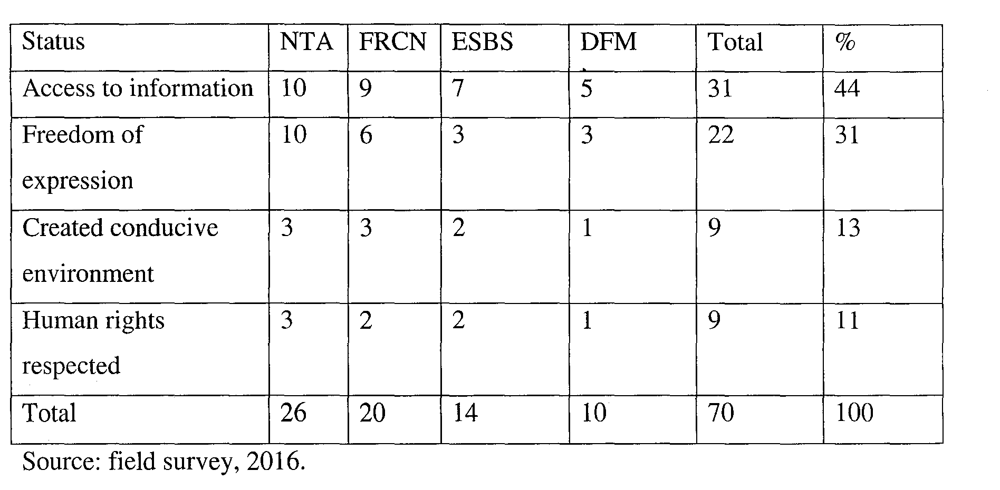 Status NTA FRCN ESBS DFM Total %
Access to information 10 9 7 5 31 44
Freedom of 10 6 3 3 22 31
expression
Created conducive 3 3 2 1 9 13
environment
Human rights 3 2 2 1 9 11
respected
Total 26 20 14 10 70 100
Source: field survey, 2016.